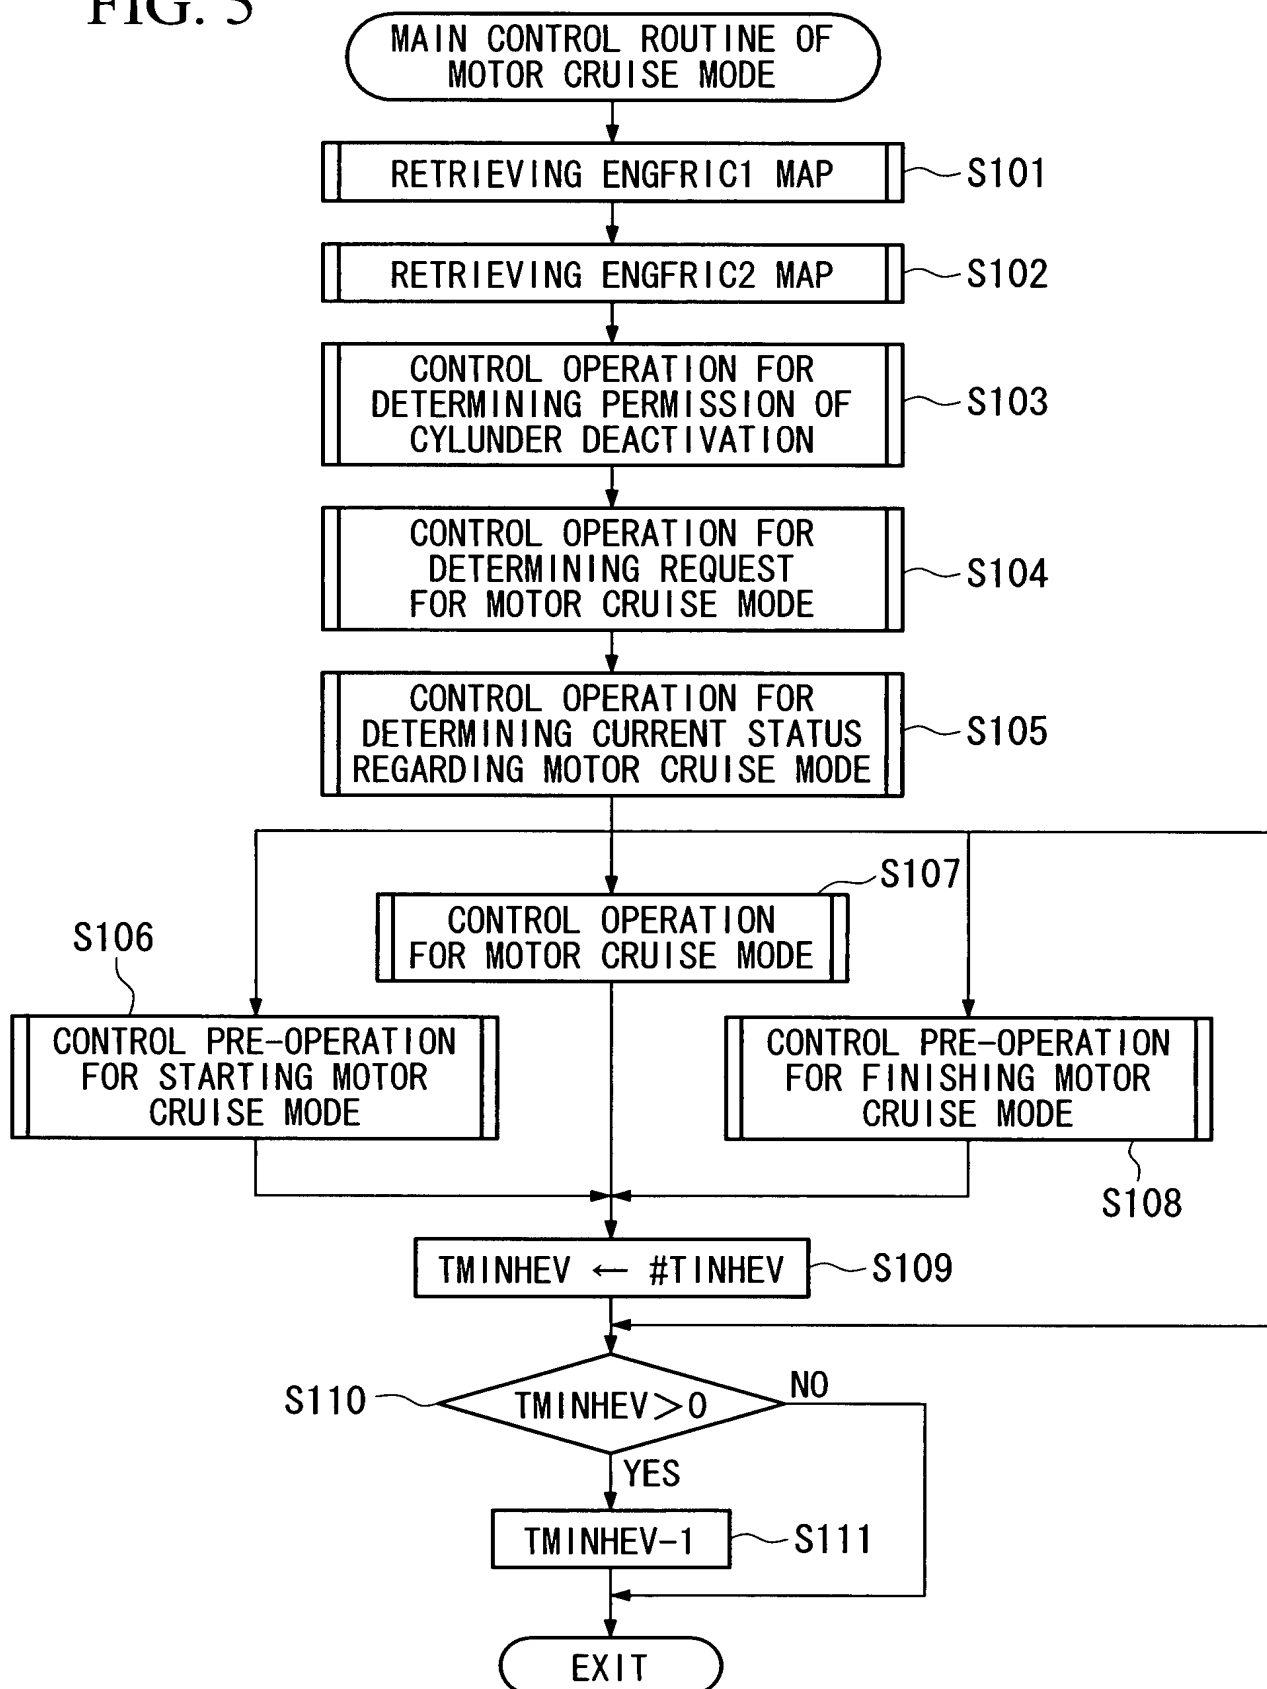 FIG. 5
MAIN CONTROL ROUTINE OF
MOTOR CRUISE MODE
RETRIEVING ENGFRIC1 MAP
S101
RETRIEVING ENGFRIC2 MAP
S102
CONTROL OPERATION FOR
DETERMINING PERMISSION OF
CYLUNDER DEACTIVATION
S103
CONTROL OPERATION FOR
DETERMINING REQUEST
FOR MOTOR CRUISE MODE
S104
CONTROL OPERATION FOR
DETERMINING CURRENT STATUS
REGARDING MOTOR CRUISE MODE
S105
S107
CONTROL OPERATION
FOR MOTOR CRUISE MODE
S106
CONTROL PRE-OPERATION
FOR STARTING MOTOR
CRUISE MODE
CONTROL PRE-OPERATION
FOR FINISHING MOTOR
CRUISE MODE
S108
TMINHEV ← #TINHEV
S109
S110
TMINHEV>0
NO
YES
TMINHEV-1
S111
EXIT